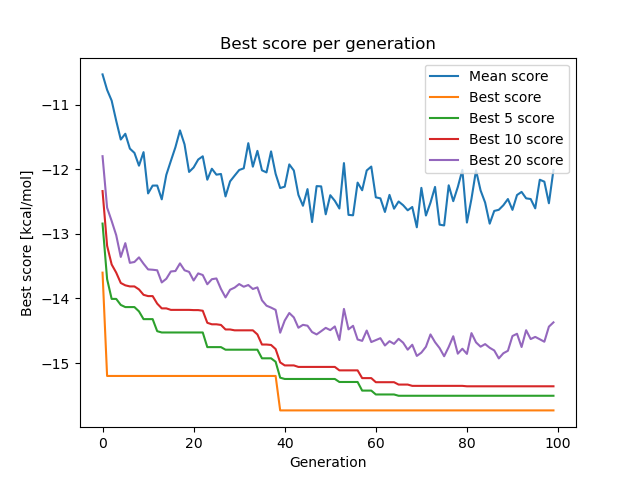 Best score per generation
Mean score
Best score
Best 5 score
Best 10 score
Best 20 score
Best score [kcal/mol]
−11
−12
−13
−14
−15
0 20 40 60 80 100
Generation